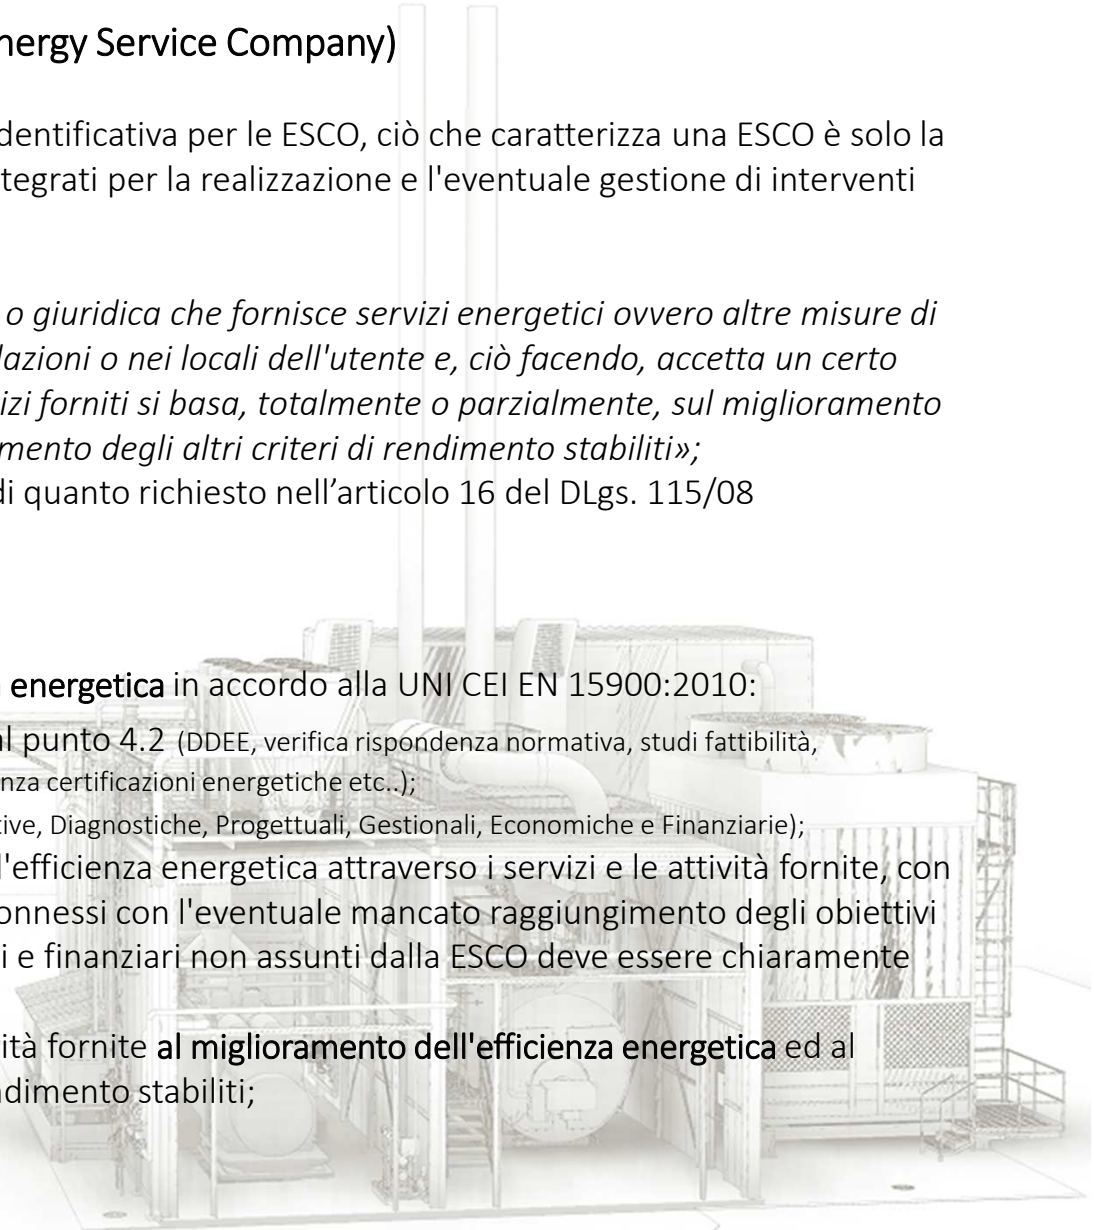 nergy Service Company)
dentificativa per le ESCO, ciò che caratterizza una ESCO è solo la
tegrati per la realizzazione e l'eventuale gestione di interventi
o giuridica che fornisce servizi energetici ovvero altre misure di
lazioni o nei locali dell'utente e, ciò facendo, accetta un certo
izi forniti si basa, totalmente o parzialmente, sul miglioramento
mento degli altri criteri di rendimento stabiliti»;
di quanto richiesto nell’articolo 16 del DLgs. 115/08
energetica in accordo alla UNI CEI EN 15900:2010:
al punto 4.2 (DDEE, verifica rispondenza normativa, studi fattibilità,
enza certificazioni energetiche etc..);
tive, Diagnostiche, Progettuali, Gestionali, Economiche e Finanziarie);
l'efficienza energetica attraverso i servizi e le attività fornite, con
onnessi con l'eventuale mancato raggiungimento degli obiettivi
i e finanziari non assunti dalla ESCO deve essere chiaramente
ità fornite al miglioramento dell'efficienza energetica ed al
ndimento stabiliti;